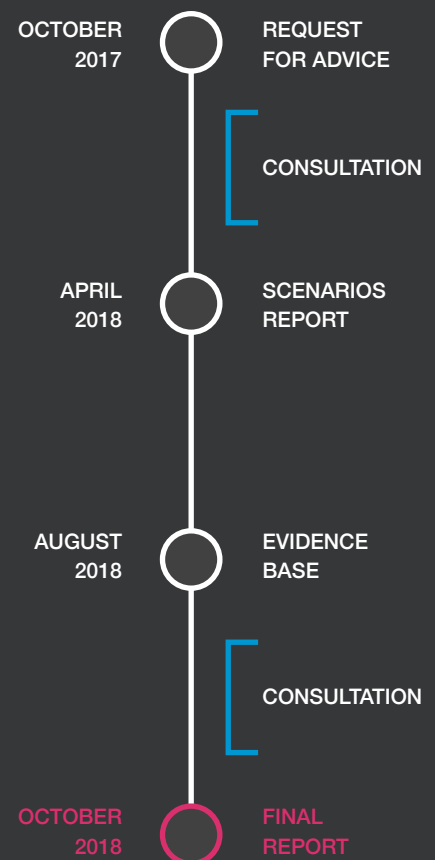 OCTOBER
2017
REQUEST
FOR ADVICE
CONSULTATION
APRIL
2018
SCENARIOS
REPORT
AUGUST
2018
EVIDENCE
BASE
CONSULTATION
OCTOBER
2018
FINAL
REPORT